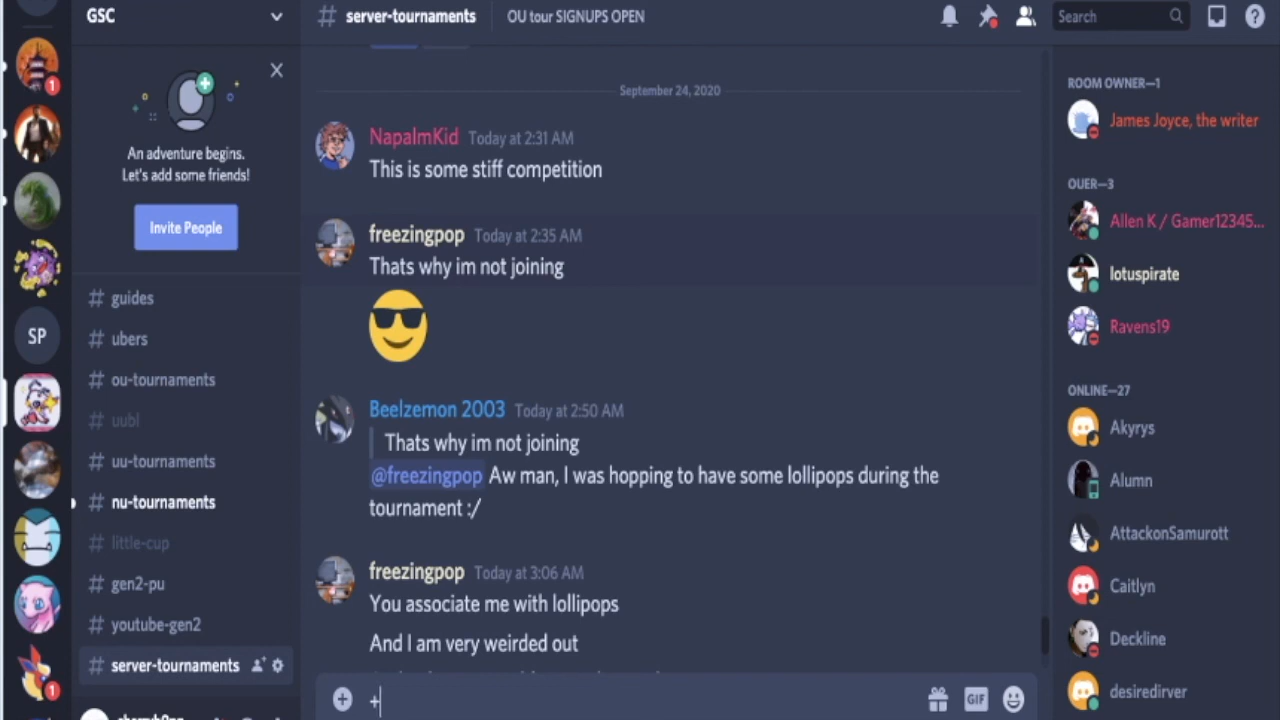 GSC
# server-tournaments
OU tour SIGNUPS OPEN
Search
An adventure begins.
Let's add some friends!
Invite People
# guides
# ubers
# ou-tournaments
# uubl
# uu-tournaments
# nu-tournaments
# little-cup
# gen2-pu
# youtube-gen2
# server-tournaments
1
SP
1
September 24, 2020
NapalmKid Today at 2:31 AM
This is some stiff competition
freezingpop Today at 2:35 AM
Thats why im not joining
Beelzemon 2003 Today at 2:50 AM
Thats why im not joining
@freezingpop Aw man, I was hopping to have some lollipops during the
tournament :/
freezingpop Today at 3:06 AM
You associate me with lollipops
And I am very weirded out
+
GIF
ROOM OWNER—1
James Joyce, the writer
OUER—3
Allen K / Gamer12345...
lotuspirate
Ravens19
ONLINE—27
Akyrys
Alumn
AttackonSamurott
Caitlyn
Deckline
desiredirver